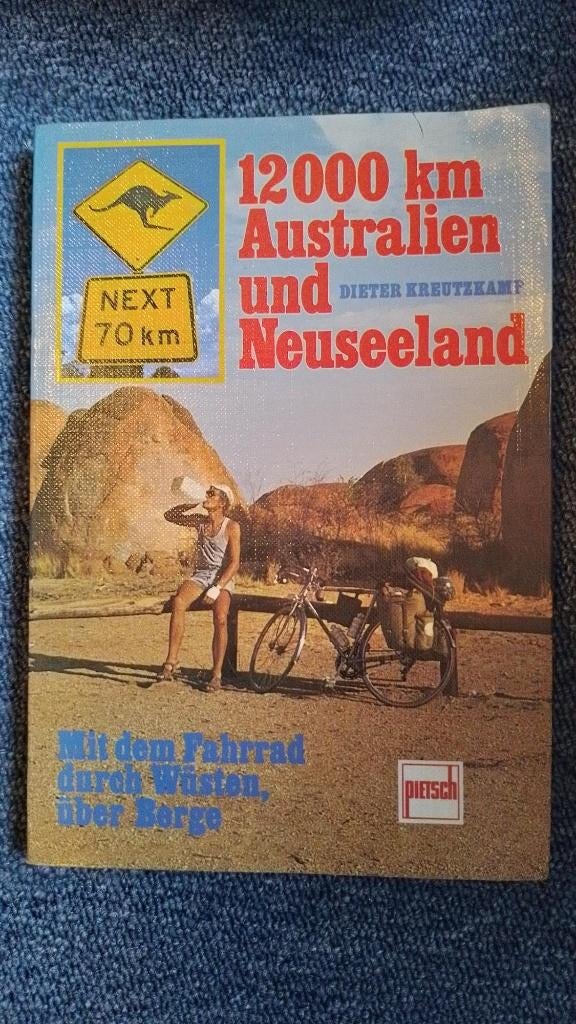 12000 km
Australien
und
DIETER KREUTZKAMP
Neuseeland
NEXT
70 km
Mit dem Fahrrad
durch Wüsten,
über Berge
pietsch